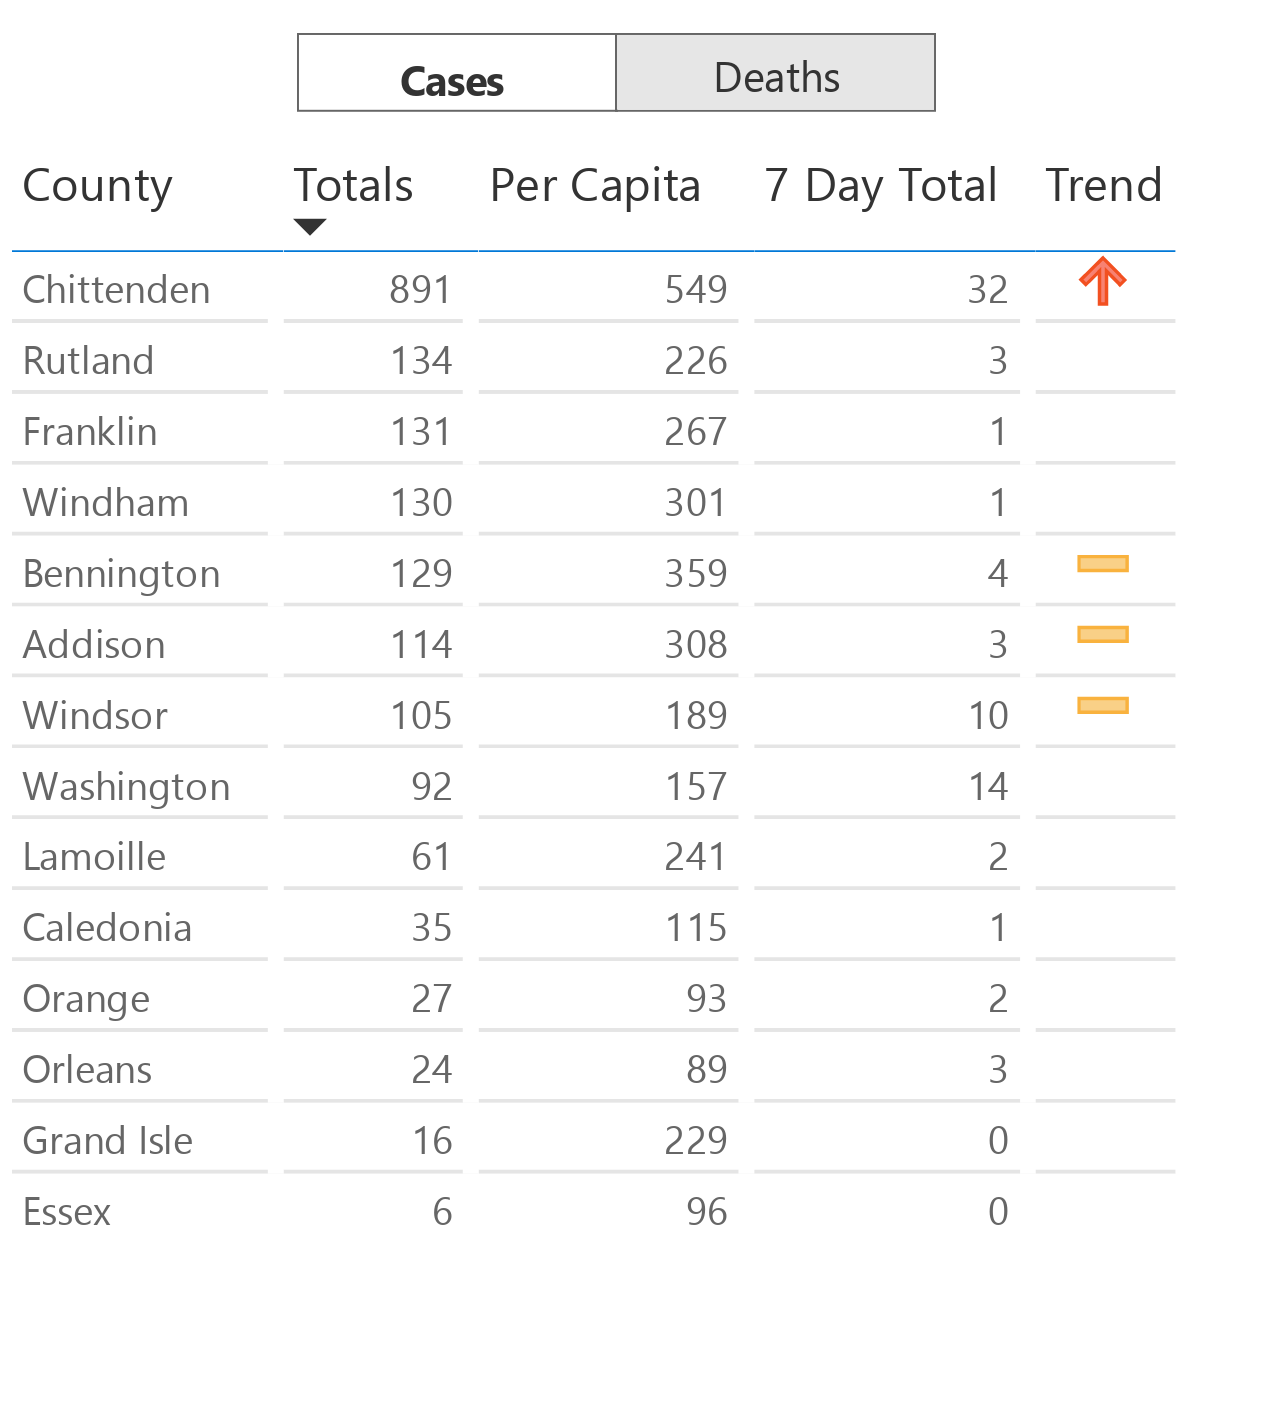 Cases Deaths
County Totals Per Capita 7 Day Total Trend
Chittenden 891 549 32
Rutland 134 226 3
Franklin 131 267 1
Windham 130 301 1
Bennington 129 359 4
Addison 114 308 3
Windsor 105 189 10
Washington 92 157 14
Lamoille 61 241 2
Caledonia 35 115 1
Orange 27 93 2
Orleans 24 89 3
Grand Isle 16 229 0
Essex 6 96 0